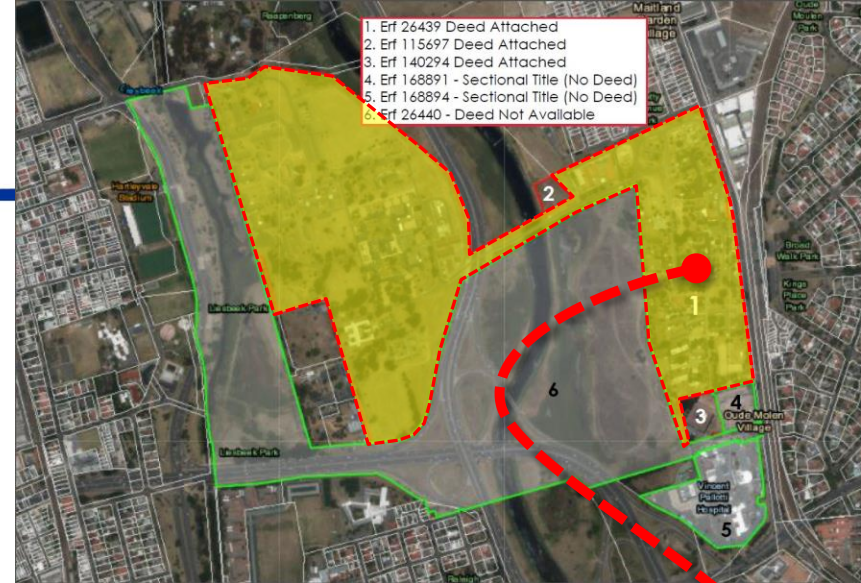 Raapenberg
Maitland
Garden
Village
Oude
Molen
Park
1. Erf 26439 Deed Attached
2. Erf 115697 Deed Attached
3. Erf 140294 Deed Attached
4. Erf 168891 - Sectional Title (No Deed)
5. Erf 168894 - Sectional Title (No Deed)
6. Erf 26440 - Deed Not Available
Hartleyvale
Stadium
2
Broad
Walk Park
Kings
Place
Park
Liesbeek Park
1
6
3
4
Oude Molen
Village
Liesbeek Park
Vincent
Pallotti
Hospital
5
Raleigh